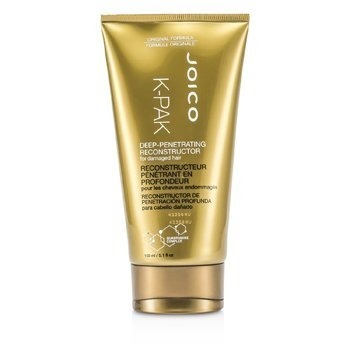 ORIGINAL FORMULA
FORMULE ORIGINALE
JOICO
K-PAK
DEEP-PENETRATING
RECONSTRUCTOR
for damaged hair
RECONSTRUCTEUR
PÉNÉTRANT EN
PROFONDEUR
pour les cheveux endommagés
RECONSTRUCTOR DE
PENETRACIÓN PROFUNDA
para cabello dañado
QUADRAMINE
COMPLEX
150 ml / 5.1 fl oz